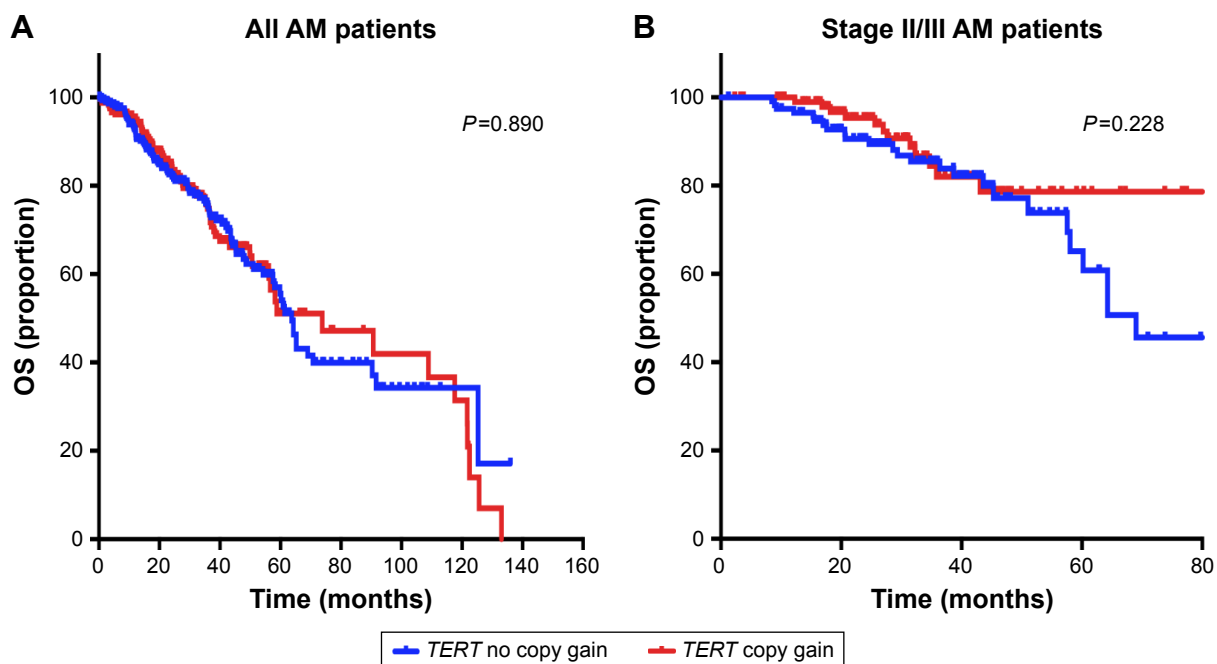 A
All AM patients
P=0.890
OS (proportion)
100
80
60
40
20
0
0 20 40 60 80 100 120 140 160
Time (months)
B
Stage II/III AM patients
P=0.228
OS (proportion)
100
80
60
40
20
0
0 20 40 60 80
Time (months)
TERT no copy gain TERT copy gain